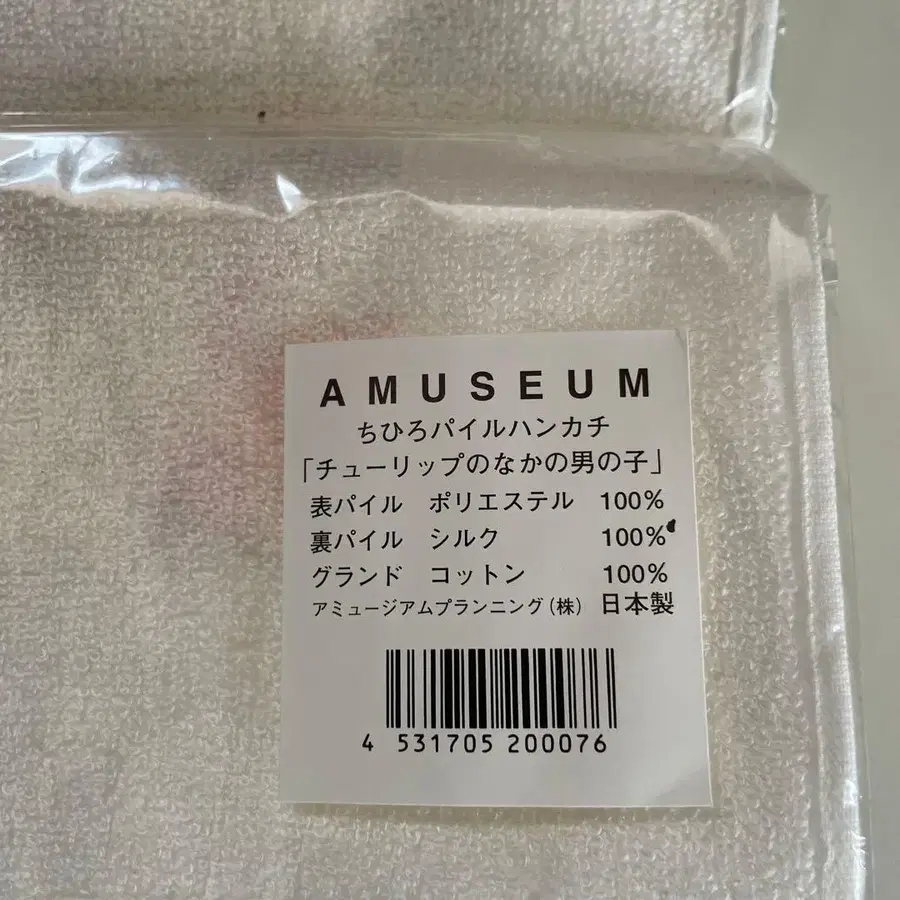 AMUSEUM
ちひろパイルハンカチ
「チューリップのなかの男の子」
表パイル ポリエステル 100%
裏パイル シルク 100%
グランド コットン 100%
アミュージアムプランニング(株) 日本製
4 531705 200076